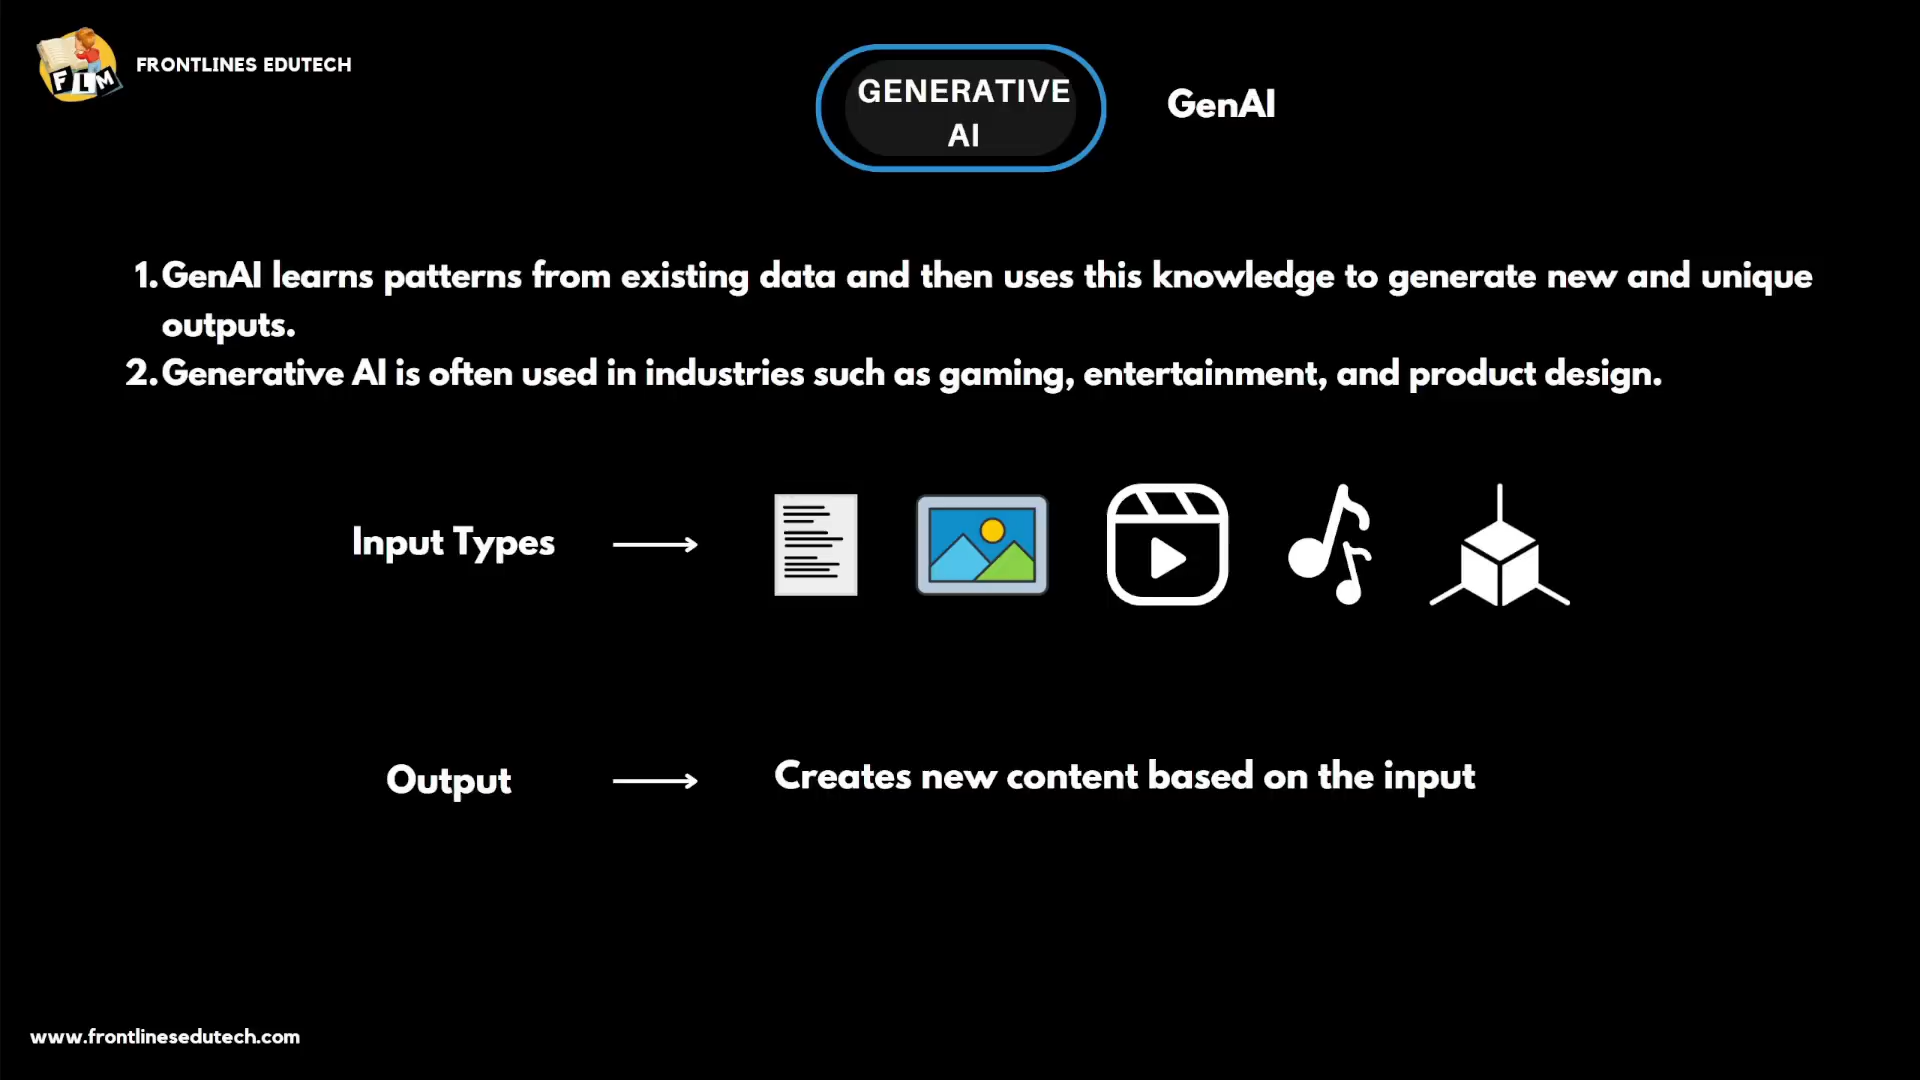 FLM
FRONTLINES EDUTECH
GENERATIVE
AI
GenAI
1. GenAI learns patterns from existing data and then uses this knowledge to generate new and unique
outputs.
2. Generative AI is often used in industries such as gaming, entertainment, and product design.
Input Types
Output
Creates new content based on the input
www.frontlinesedutech.com